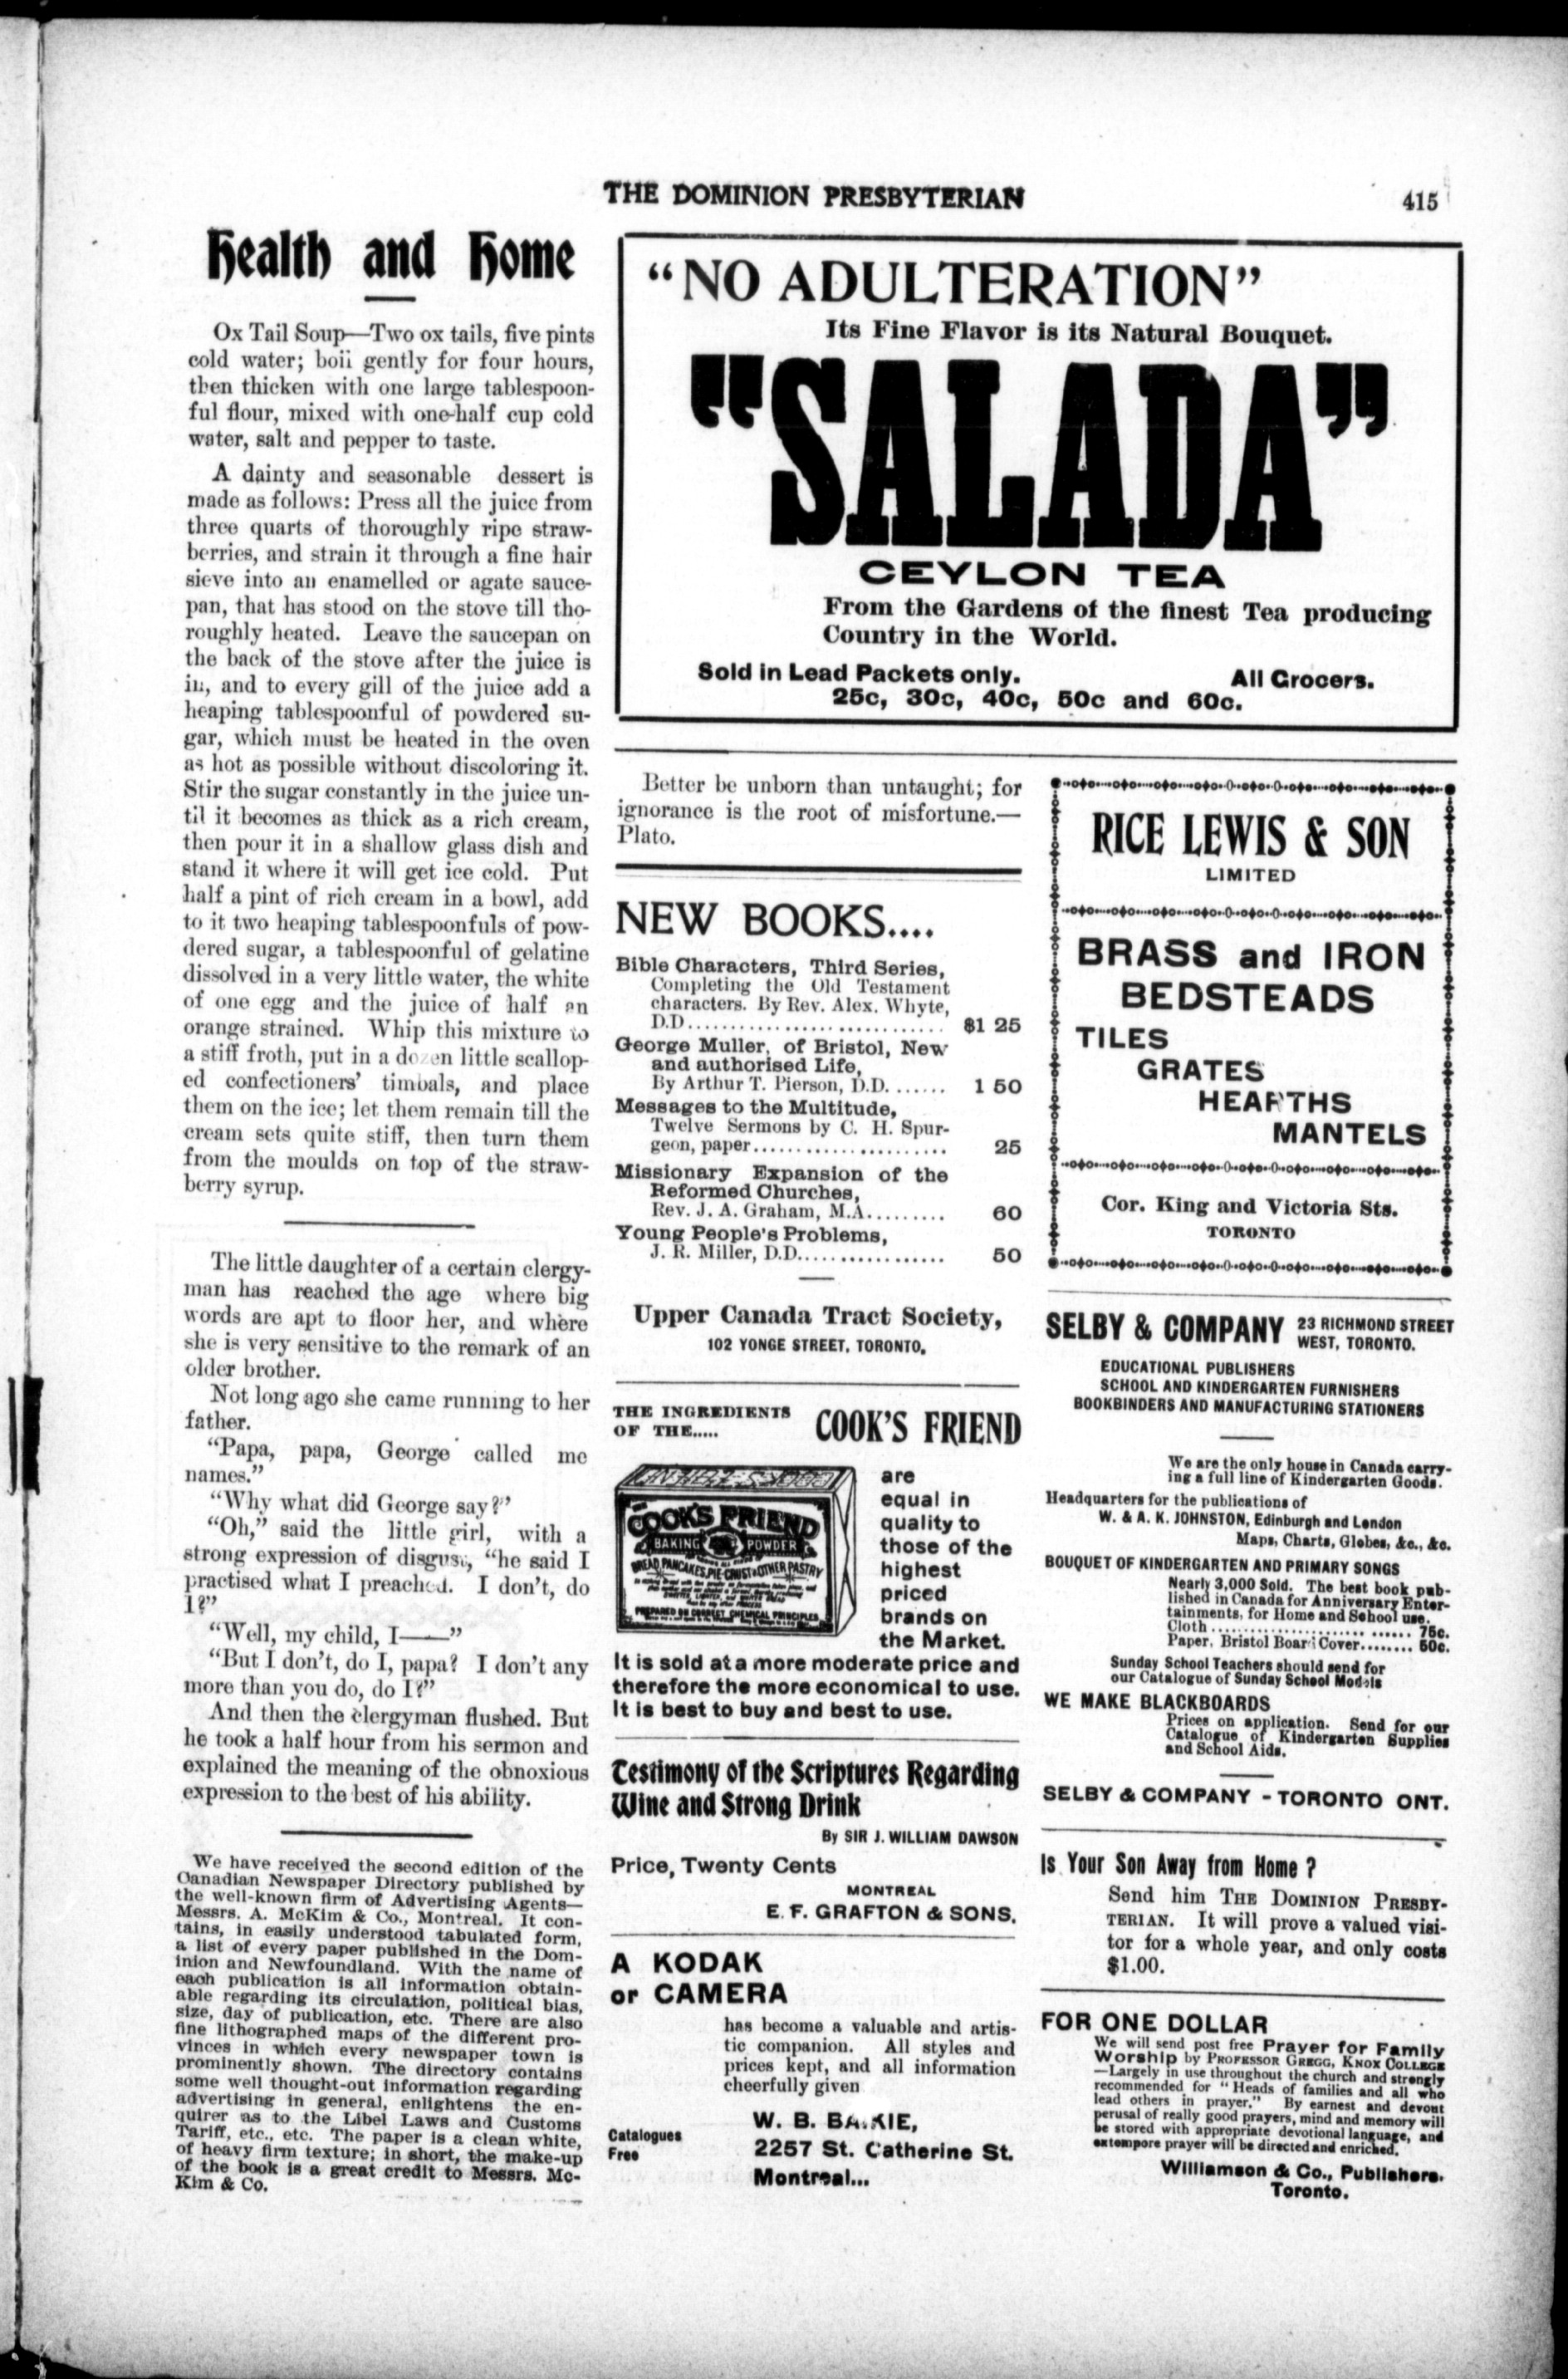 THE DOMINION PRESBYTERIAN
415
Health and Home
Ox Tail Soup—Two ox tails, five pints
cold water; boii gently for four hours,
then thicken with one large tablespoon-
ful flour, mixed with one-half cup cold
water, salt and pepper to taste.
A dainty and seasonable dessert is
made as follows: Press all the juice from
three quarts of thoroughly ripe straw-
berries, and strain it through a fine hair
sieve into an enamelled or agate sauce-
pan, that has stood on the stove till tho-
roughly heated. Leave the saucepan on
the back of the stove after the juice is
in, and to every gill of the juice add a
heaping tablespoonful of powdered su-
gar, which must be heated in the oven
as hot as possible without discoloring it.
Stir the sugar constantly in the juice un-
til it becomes as thick as a rich cream,
then pour it in a shallow glass dish and
stand it where it will get ice cold. Put
half a pint of rich cream in a bowl, add
to it two heaping tablespoonfuls of pow-
dered sugar, a tablespoonful of gelatine
dissolved in a very little water, the white
of one egg and the juice of half an
orange strained. Whip this mixture to
a stiff froth, put in a dozen little scallop-
ed confectioners' timbals, and place
them on the ice; let them remain till the
cream sets quite stiff, then turn them
from the moulds on top of the straw-
berry syrup.
The little daughter of a certain clergy-
man has reached the age where big
words are apt to floor her, and where
she is very sensitive to the remark of an
older brother.
Not long ago she came running to her
father.
"Papa, papa, George called me
names."
"Why what did George say?"
"Oh," said the little girl, with a
strong expression of disgust, "he said I
practised what I preached. I don't, do
I?"
"Well, my child, I——"
"But I don't, do I, papa? I don't any
more than you do, do I?"
And then the clergyman flushed. But
he took a half hour from his sermon and
explained the meaning of the obnoxious
expression to the best of his ability.
We have received the second edition of the
Canadian Newspaper Directory published by
the well-known firm of Advertising Agents—
Messrs. A. McKim & Co., Montreal. It con-
tains, in easily understood tabulated form,
a list of every paper published in the Dom-
inion and Newfoundland. With the name of
each publication is all information obtain-
able regarding its circulation, political bias,
size, day of publication, etc. There are also
fine lithographed maps of the different pro-
vinces in which every newspaper town is
prominently shown. The directory contains
some well thought-out information regarding
advertising in general, enlightens the en-
quirer as to the Libel Laws and Customs
Tariff, etc., etc. The paper is a clean white,
of heavy firm texture; in short, the make-up
of the book is a great credit to Messrs. Mc-
Kim & Co.
"NO ADULTERATION"
Its Fine Flavor is its Natural Bouquet.
"SALADA"
CEYLON TEA
From the Gardens of the finest Tea producing
Country in the World.
Sold in Lead Packets only. All Grocers.
25c, 30c, 40c, 50c and 60c.
Better be unborn than untaught; for
ignorance is the root of misfortune.—
Plato.
NEW BOOKS....
Bible Characters, Third Series,
Completing the Old Testament
characters. By Rev. Alex. Whyte,
D.D............................. $1 25
George Muller, of Bristol, New
and authorised Life,
By Arthur T. Pierson, D.D. ...... 1 50
Messages to the Multitude,
Twelve Sermons by C. H. Spur-
geon, paper...................... 25
Missionary Expansion of the
Reformed Churches,
Rev. J. A. Graham, M.A......... 60
Young People's Problems,
J. R. Miller, D.D................. 50
Upper Canada Tract Society,
102 YONGE STREET, TORONTO.
THE INGREDIENTS
OF THE.....
COOK'S FRIEND
COOK'S FRIEND
BAKING POWDER
BREAD, PANCAKES, PIE-CRUST & OTHER PASTRY
PREPARED ON CORRECT CHEMICAL PRINCIPLES
are
equal in
quality to
those of the
highest
priced
brands on
the Market.
It is sold at a more moderate price and
therefore the more economical to use.
It is best to buy and best to use.
Testimony of the Scriptures Regarding
Wine and Strong Drink
By SIR J. WILLIAM DAWSON
Price, Twenty Cents
MONTREAL
E. F. GRAFTON & SONS.
A KODAK
or CAMERA
has become a valuable and artis-
tic companion. All styles and
prices kept, and all information
cheerfully given
Catalogues
Free
W. B. BAIKIE,
2257 St. Catherine St.
Montreal...
RICE LEWIS & SON
LIMITED
BRASS and IRON
BEDSTEADS
TILES
GRATES
HEARTHS
MANTELS
Cor. King and Victoria Sts.
TORONTO
SELBY & COMPANY 23 RICHMOND STREET
WEST, TORONTO.
EDUCATIONAL PUBLISHERS
SCHOOL AND KINDERGARTEN FURNISHERS
BOOKBINDERS AND MANUFACTURING STATIONERS
We are the only house in Canada carry-
ing a full line of Kindergarten Goods.
Headquarters for the publications of
W. & A. K. JOHNSTON, Edinburgh and London
Maps, Charts, Globes, &c., &c.
BOUQUET OF KINDERGARTEN AND PRIMARY SONGS
Nearly 3,000 Sold. The best book pub-
lished in Canada for Anniversary Enter-
tainments, for Home and School use.
Cloth ...................... ...... 75c.
Paper, Bristol Board Cover........ 50c.
Sunday School Teachers should send for
our Catalogue of Sunday School Models
WE MAKE BLACKBOARDS
Prices on application. Send for our
Catalogue of Kindergarten Supplies
and School Aids.
SELBY & COMPANY - TORONTO ONT.
Is Your Son Away from Home ?
Send him THE DOMINION PRESBY-
TERIAN. It will prove a valued visi-
tor for a whole year, and only costs
$1.00.
FOR ONE DOLLAR
We will send post free Prayer for Family
Worship by PROFESSOR GREGG, KNOX COLLEGE
—Largely in use throughout the church and strongly
recommended for "Heads of families and all who
lead others in prayer." By earnest and devout
perusal of really good prayers, mind and memory will
be stored with appropriate devotional language, and
extempore prayer will be directed and enriched.
Williamson & Co., Publishers.
Toronto.